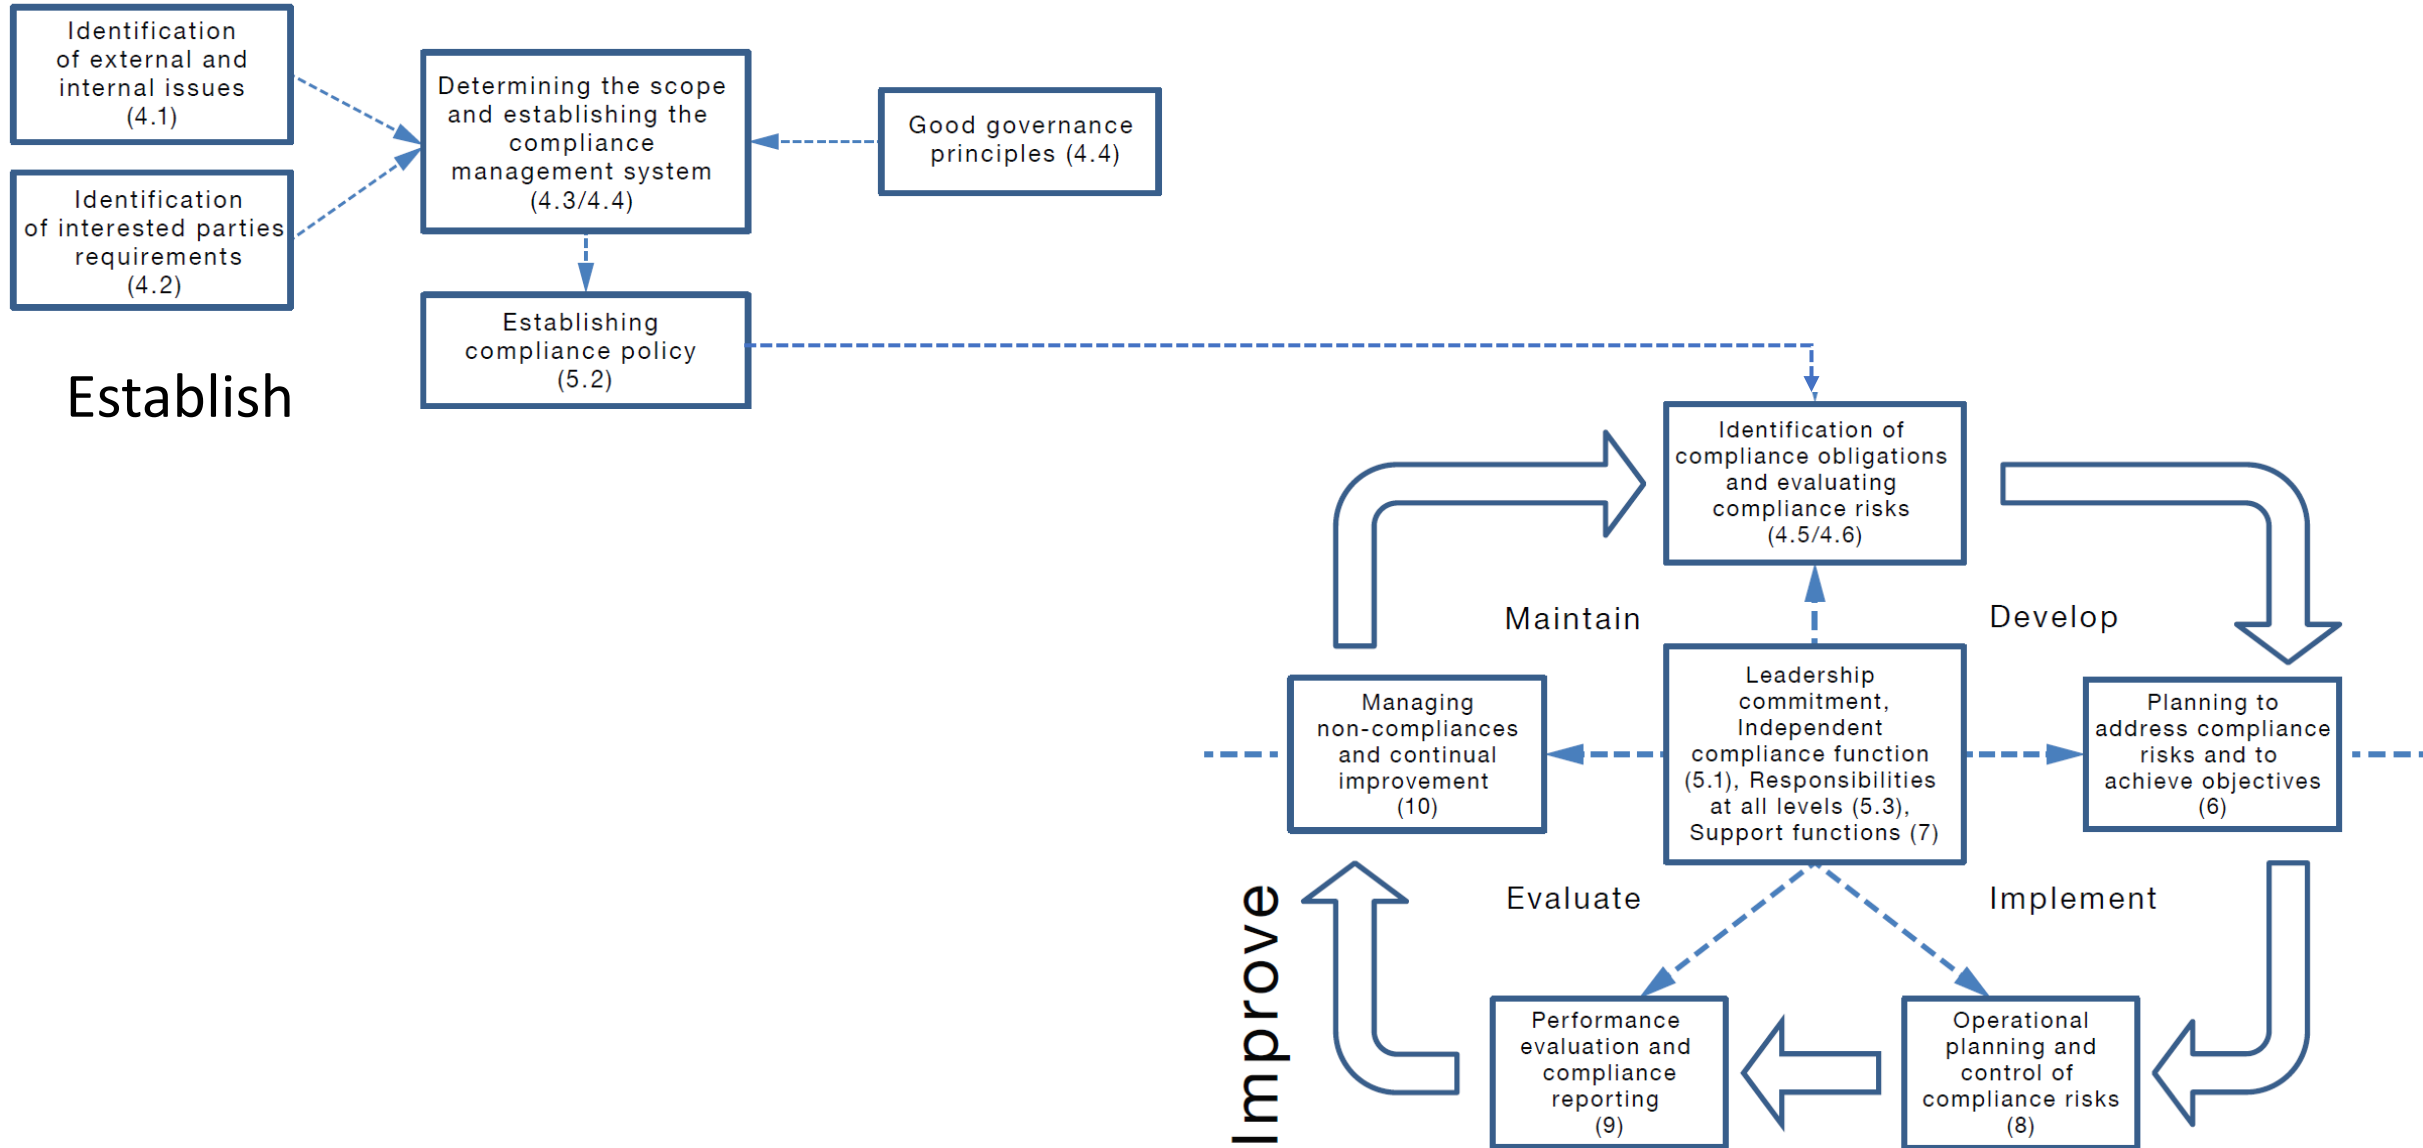 Identification
of external and
internal issues
(4.1)
Identification
of interested parties
requirements
(4.2)
Determining the scope
and establishing the
compliance
management system
(4.3/4.4)
Good governance
principles (4.4)
Establishing
compliance policy
(5.2)
Establish
Identification of
compliance obligations
and evaluating
compliance risks
(4.5/4.6)
Maintain
Develop
Managing
non-compliances
and continual
improvement
(10)
Leadership
commitment,
Independent
compliance function
(5.1), Responsibilities
at all levels (5.3),
Support functions (7)
Planning to
address compliance
risks and to
achieve objectives
(6)
Evaluate
Implement
Improve
Performance
evaluation and
compliance
reporting
(9)
Operational
planning and
control of
compliance risks
(8)